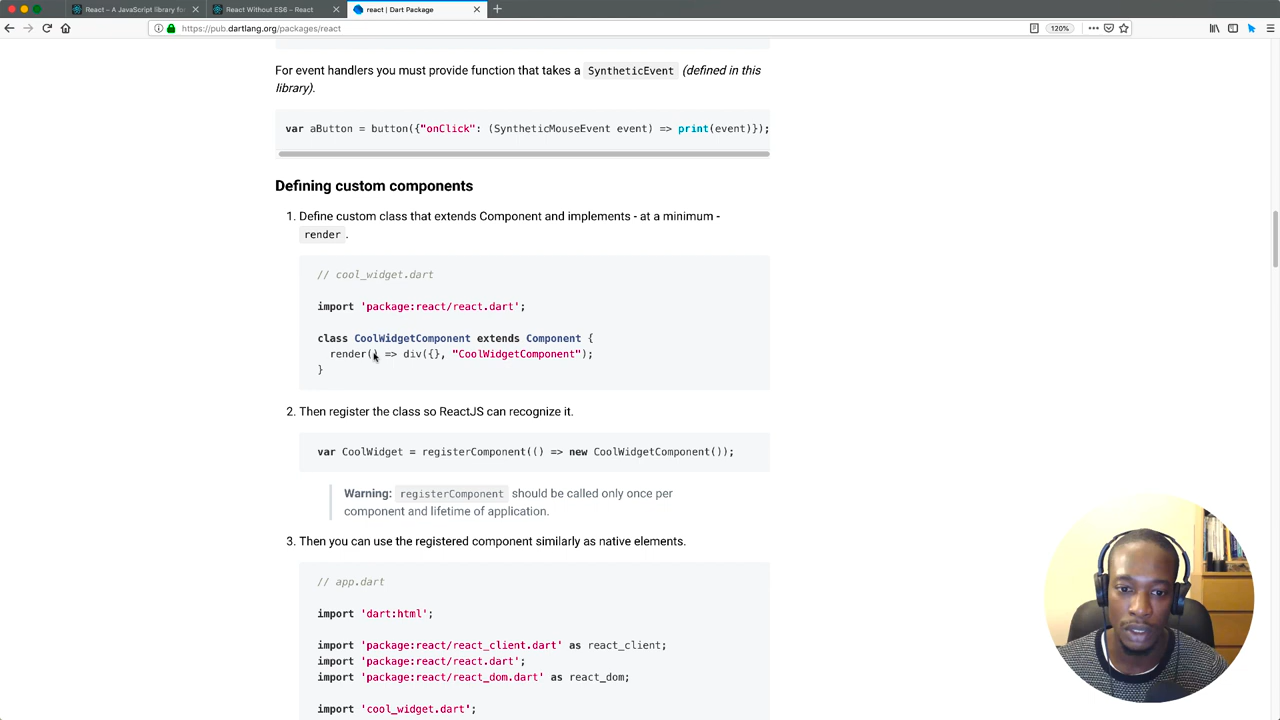 React – A JavaScript library for
React Without ES6 – React
react | Dart Package
https://pub.dartlang.org/packages/react
120%
For event handlers you must provide function that takes a SyntheticEvent (defined in this
library).
var aButton = button({"onClick": (SyntheticMouseEvent event) => print(event)});
Defining custom components
1. Define custom class that extends Component and implements - at a minimum -
render .
// cool_widget.dart
import 'package:react/react.dart';
class CoolWidgetComponent extends Component {
render() => div({}, "CoolWidgetComponent");
}
2. Then register the class so ReactJS can recognize it.
var CoolWidget = registerComponent(() => new CoolWidgetComponent());
Warning: registerComponent should be called only once per
component and lifetime of application.
3. Then you can use the registered component similarly as native elements.
// app.dart
import 'dart:html';
import 'package:react/react_client.dart' as react_client;
import 'package:react/react.dart';
import 'package:react/react_dom.dart' as react_dom;
import 'cool_widget.dart';